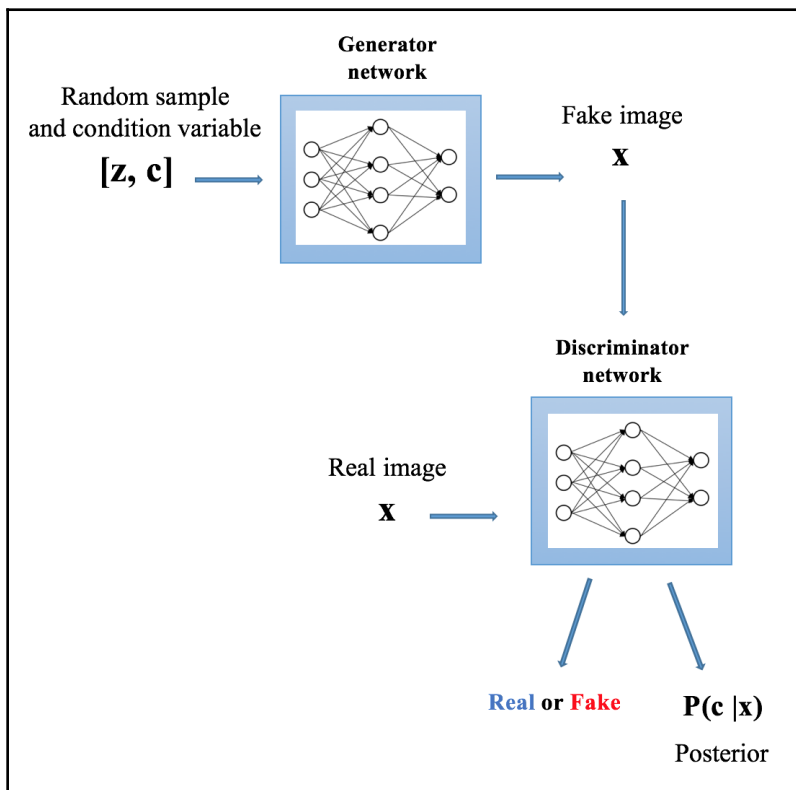 Generator
network
Random sample
and condition variable
[z, c]
Fake image
x
Discriminator
network
Real image
x
Real or Fake
P(c |x)
Posterior